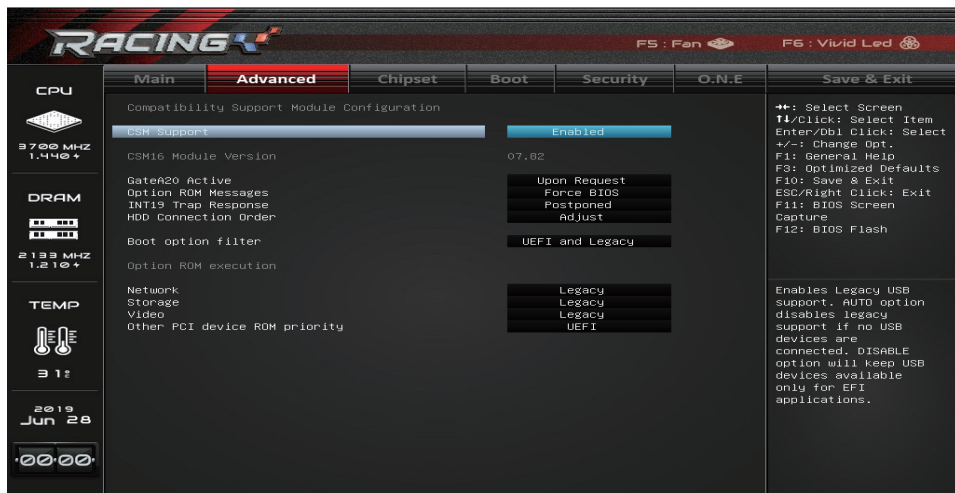 RACING
F5 : Fan
F6 : Vivid Led
Main Advanced Chipset Boot Security O.N.E Save & Exit
CPU
3700 MHZ
1.440
DRAM
2133 MHZ
1.210
TEMP
31
2019
Jun 28
00:00
Compatibility Support Module Configuration
CSM Support Enabled
CSM16 Module Version 07.82
GateA20 Active Upon Request
Option ROM Messages Force BIOS
INT19 Trap Response Postponed
HDD Connection Order Adjust
Boot option filter UEFI and Legacy
Option ROM execution
Network Legacy
Storage Legacy
Video Legacy
Other PCI device ROM priority UEFI
→←: Select Screen
↑↓/Click: Select Item
Enter/Dbl Click: Select
+/-: Change Opt.
F1: General Help
F3: Optimized Defaults
F10: Save & Exit
ESC/Right Click: Exit
F11: BIOS Screen
Capture
F12: BIOS Flash
Enables Legacy USB
support. AUTO option
disables legacy
support if no USB
devices are
connected. DISABLE
option will keep USB
devices available
only for EFI
applications.